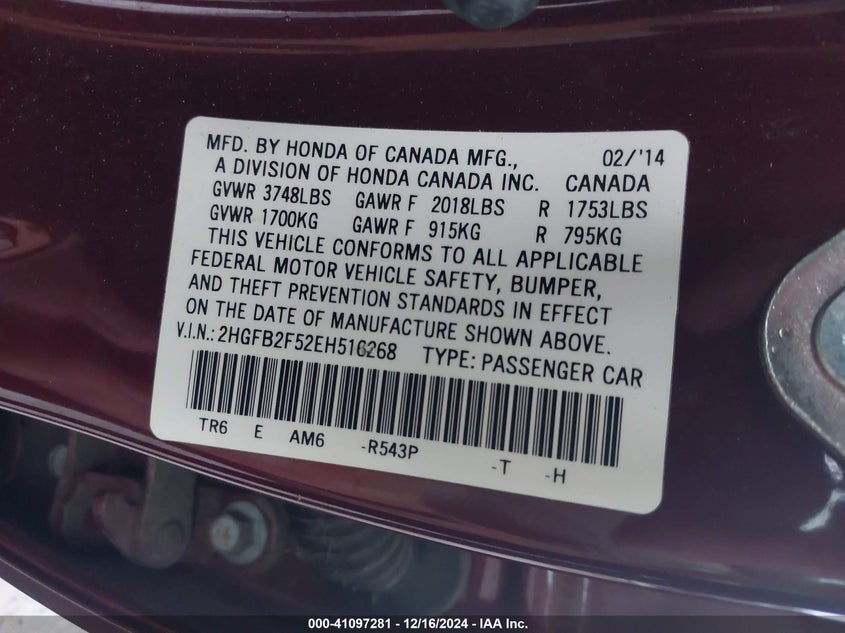 MFD. BY HONDA OF CANADA MFG., 02/'14
A DIVISION OF HONDA CANADA INC. CANADA
GVWR 3748LBS GAWR F 2018LBS R 1753LBS
GVWR 1700KG GAWR F 915KG R 795KG
THIS VEHICLE CONFORMS TO ALL APPLICABLE
FEDERAL MOTOR VEHICLE SAFETY, BUMPER,
AND THEFT PREVENTION STANDARDS IN EFFECT
ON THE DATE OF MANUFACTURE SHOWN ABOVE.
V.I.N.: 2HGFB2F52EH516268 TYPE: PASSENGER CAR
TR6 E AM6 -R543P -T -H
000-41097281 - 12/16/2024 - IAA Inc.